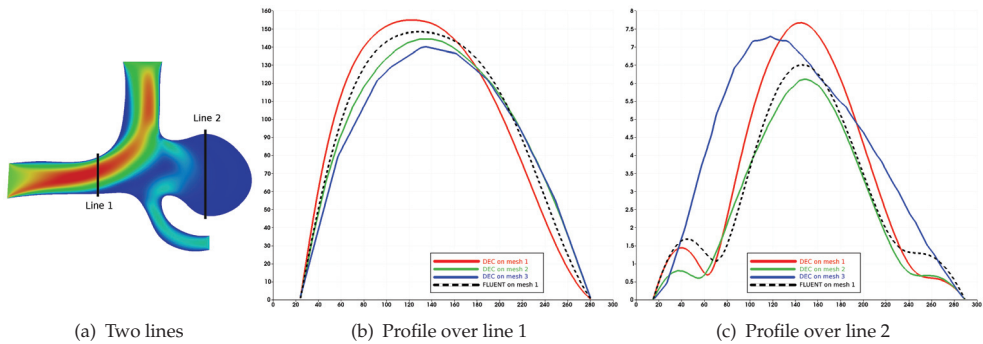 Line 2
Line 1
(a) Two lines
160
150
140
130
120
110
100
90
80
70
60
50
40
30
20
10
0
0 20 40 60 80 100 120 140 160 180 200 220 240 260 280 300
DEC on mesh 1
DEC on mesh 2
DEC on mesh 3
FLUENT on mesh 1
(b) Profile over line 1
8
7.5
7
6.5
6
5.5
5
4.5
4
3.5
3
2.5
2
1.5
1
0.5
0
0 20 40 60 80 100 120 140 160 180 200 220 240 260 280 300
DEC on mesh 1
DEC on mesh 2
DEC on mesh 3
FLUENT on mesh 1
(c) Profile over line 2